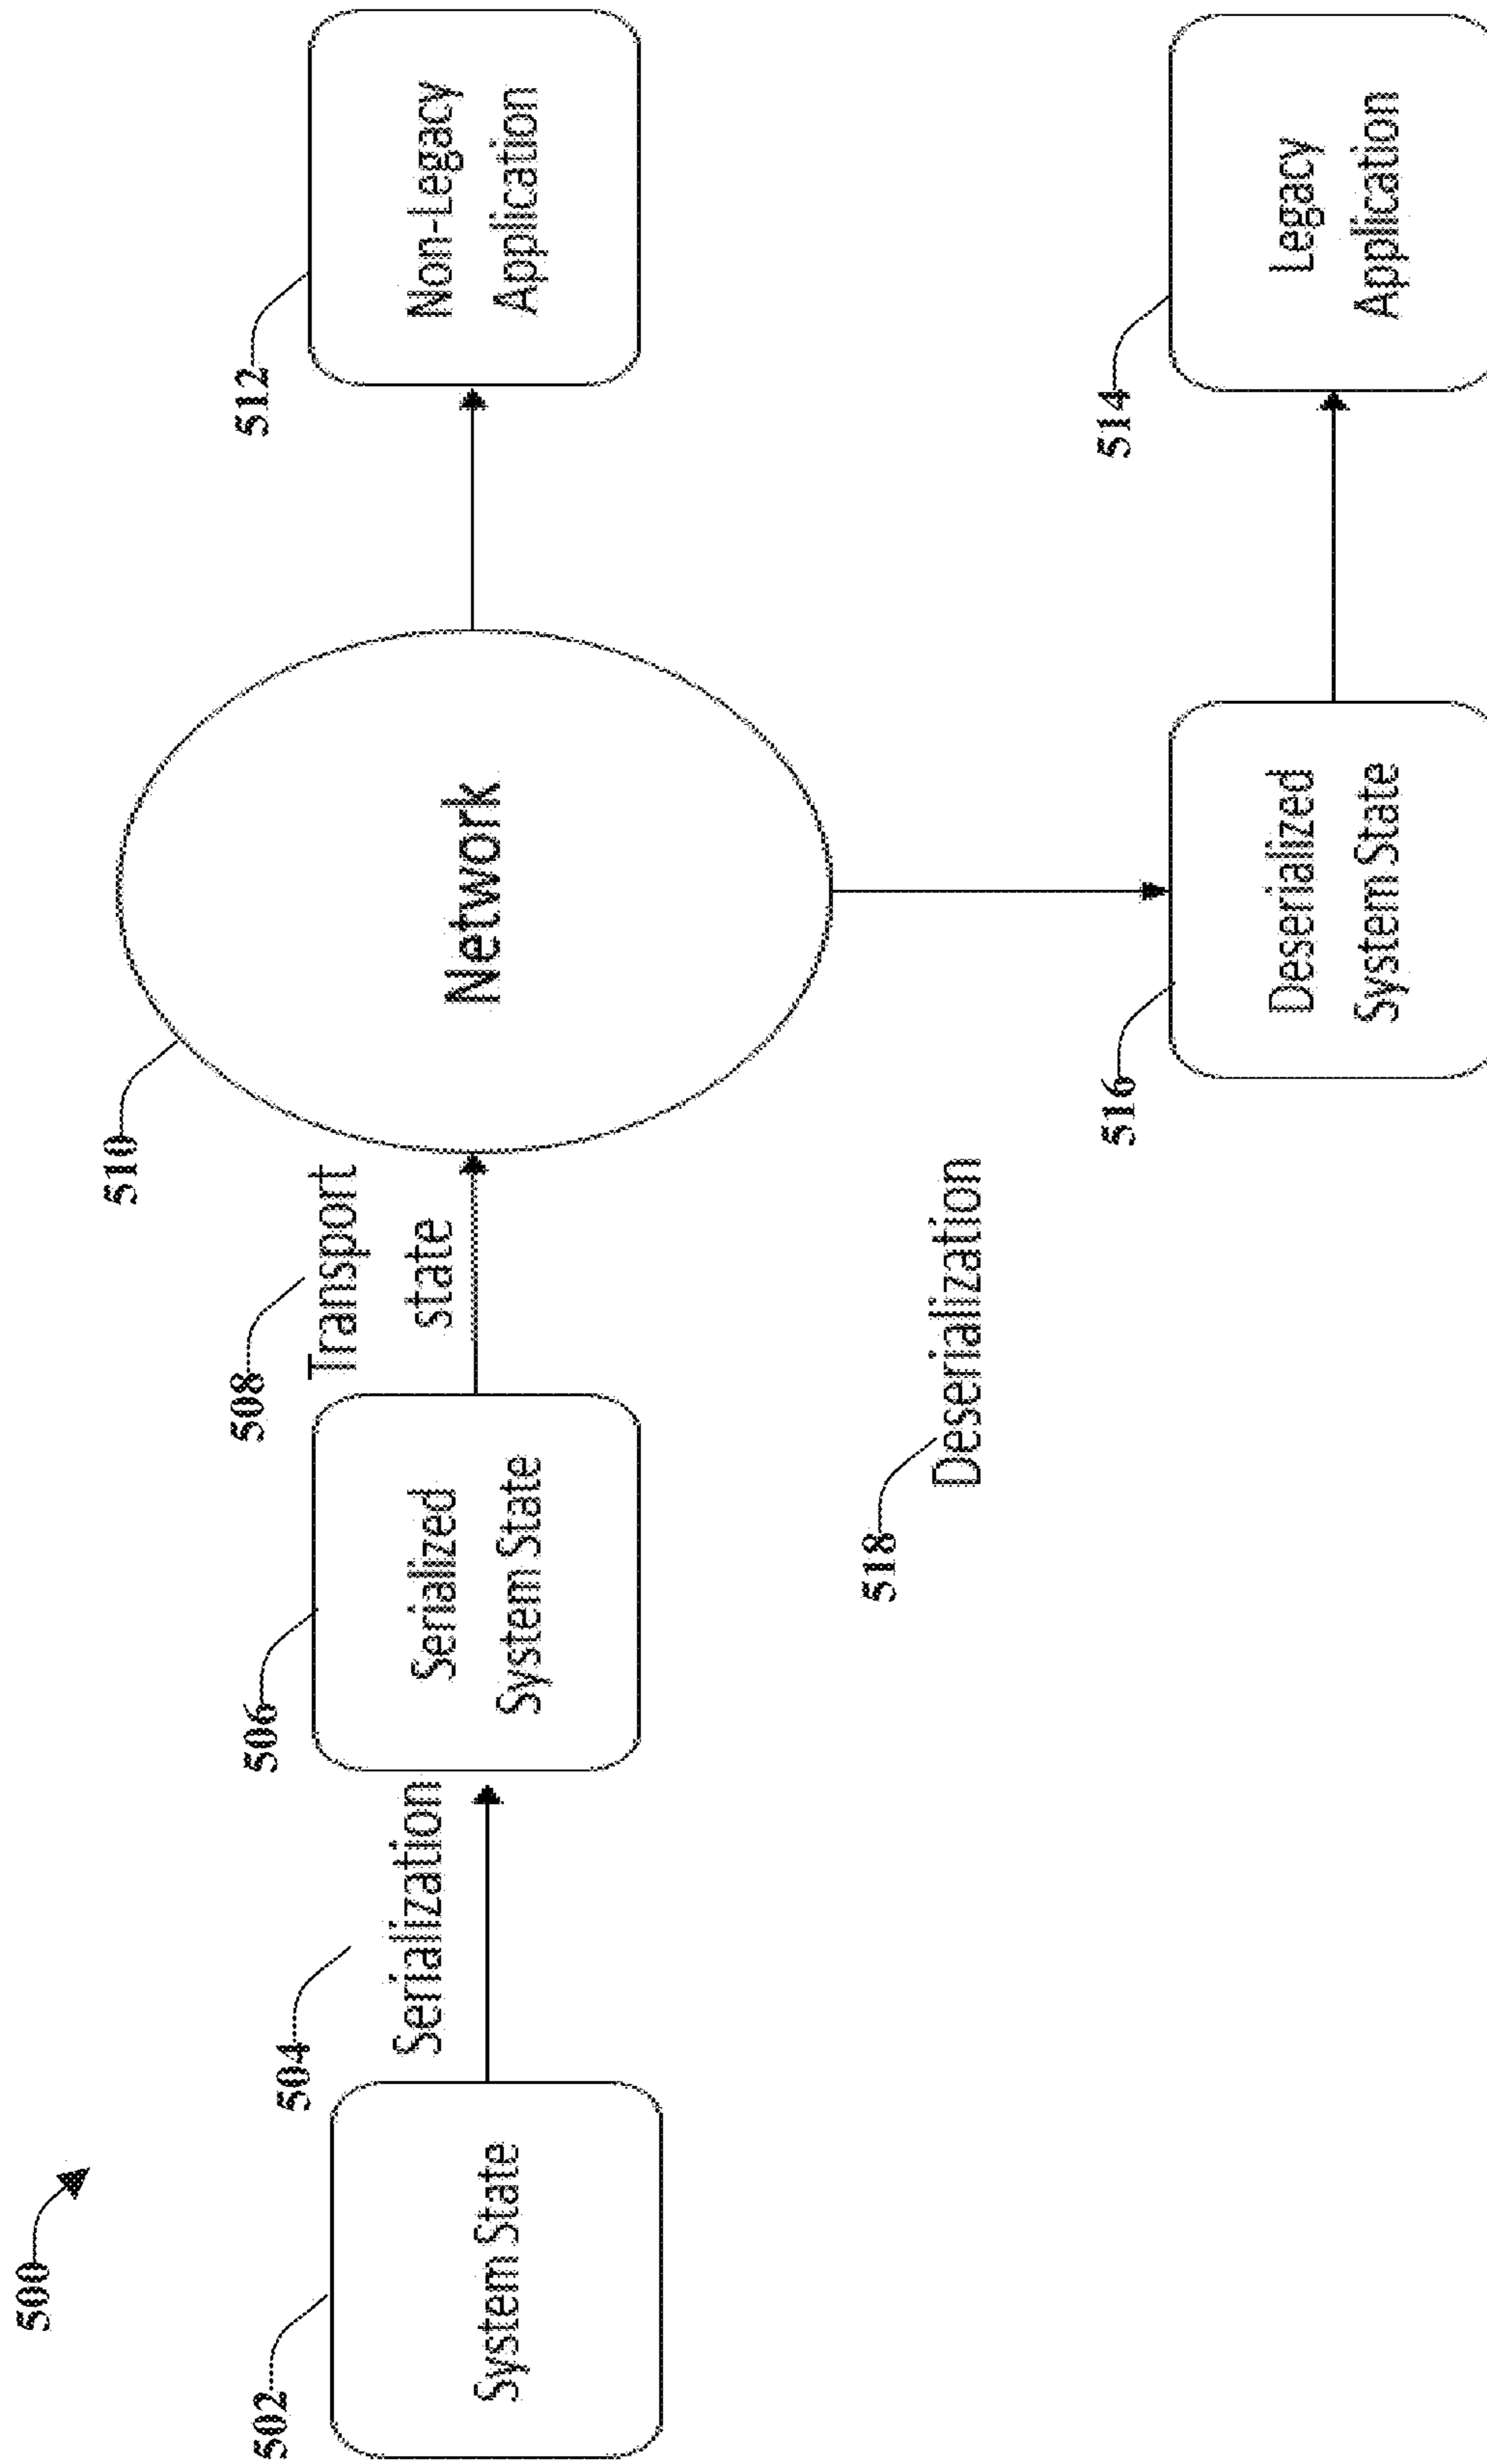 500
502
System State
504
Serialization
506
Serialized
System State
508
Transport
state
510
Network
512
Non-Legacy
Application
518
Deserialization
516
Deserialized
System State
514
Legacy
Application